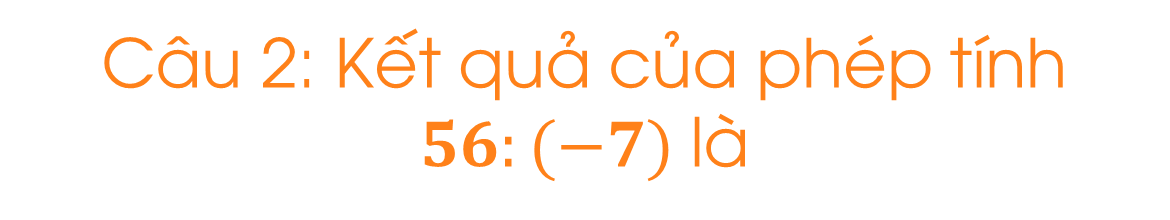 Câu 2: Kết quả của phép tính
56: (−7) là